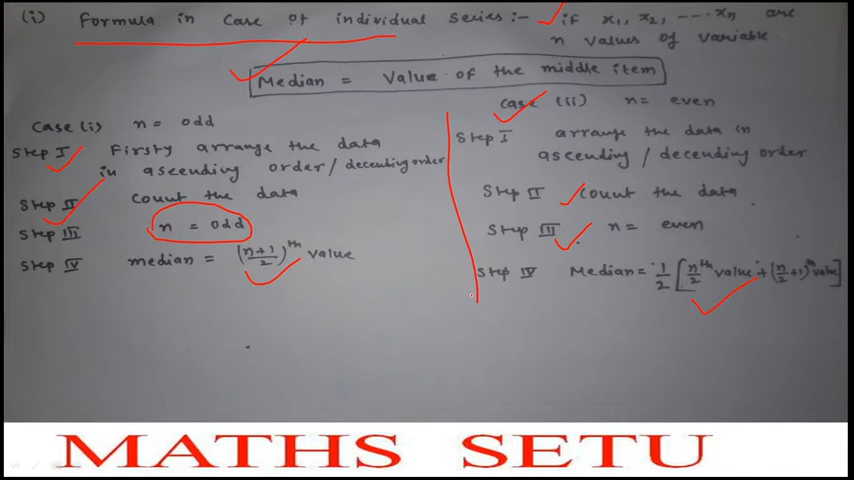 (i) Formula in Case of individual Series :- if x1, x2, ---- xn are
n values of variable
Median = Value of the middle item
Case (i) n = odd
Step I Firsty arrange the data
in ascending order / decending order
Step II Count the data
Step III n = odd
Step IV median = (n+1/2)th value
Case (ii) n = even
Step I arrange the data in
ascending / decending order
Step II Count the data
Step III n = even
Step IV Median = 1/2 [n/2 th value + (n/2 + 1)th value]
MATHS SETU